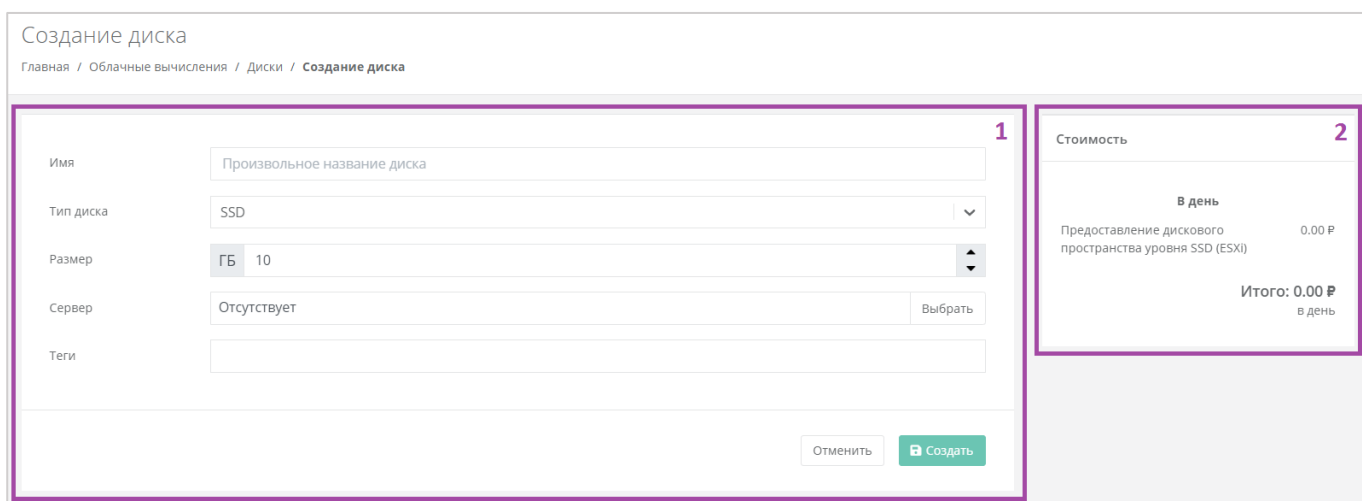 Создание диска
Главная / Облачные вычисления / Диски / Создание диска
1
Имя
Произвольное название диска
Тип диска
SSD
Размер
ГБ 10
Сервер
Отсутствует
Выбрать
Теги
Отменить
Создать
2
Стоимость
В день
Предоставление дискового 0.00 ₽
пространства уровня SSD (ESXi)
Итого: 0.00 ₽
в день